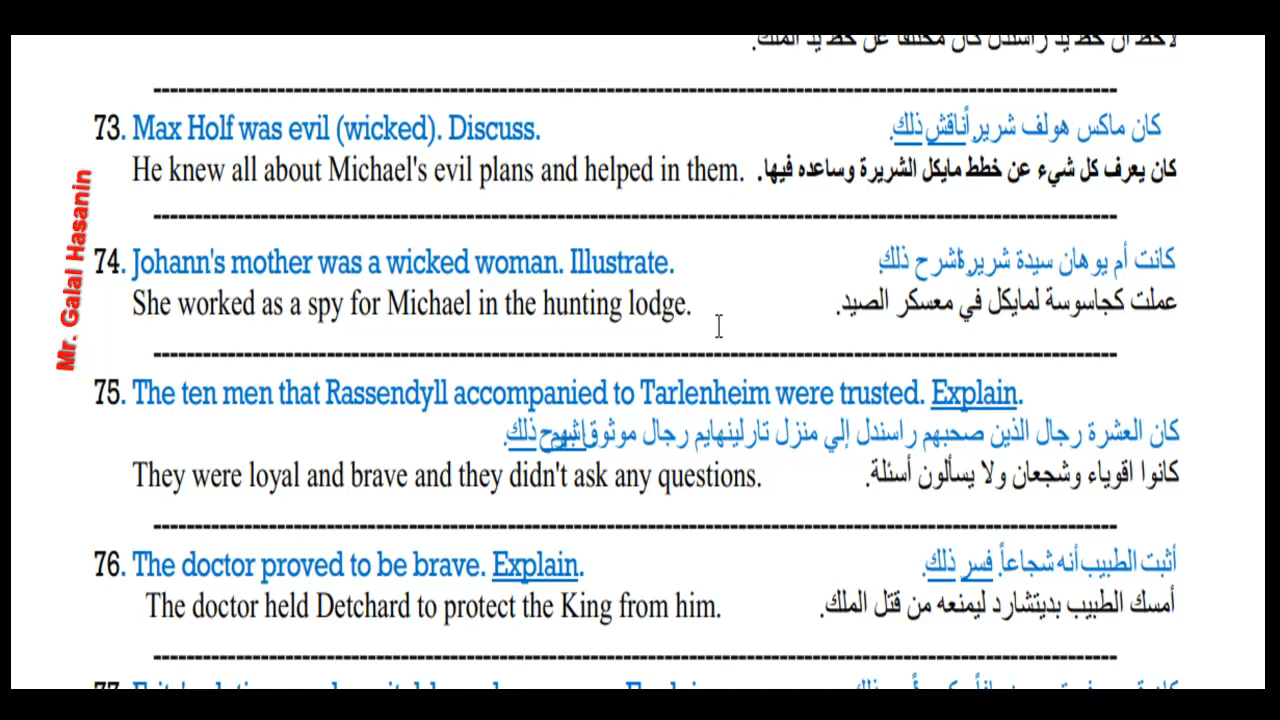 73. Max Holf was evil (wicked). Discuss. كان ماكس هولف شرير أناقش ذلك.
He knew all about Michael's evil plans and helped in them. كان يعرف كل شيء عن خطط مايكل الشريرة وساعده فيها.
Mr. Galal Hasanin
74. Johann's mother was a wicked woman. Illustrate. كانت أم يوهان سيدة شريرة اشرح ذلك
She worked as a spy for Michael in the hunting lodge. عملت كجاسوسة لمايكل في معسكر الصيد.
75. The ten men that Rassendyll accompanied to Tarlenheim were trusted. Explain.
كان العشرة رجال الذين صحبهم راسندل إلي منزل تارلينهايم رجال موثوق ذلك.
They were loyal and brave and they didn't ask any questions. كانوا اقوياء وشجعان ولا يسألون أسئلة.
76. The doctor proved to be brave. Explain. أثبت الطبيب أنه شجاعاً. فسر ذلك.
The doctor held Detchard to protect the King from him. أمسك الطبيب بديتشارد ليمنعه من قتل الملك.